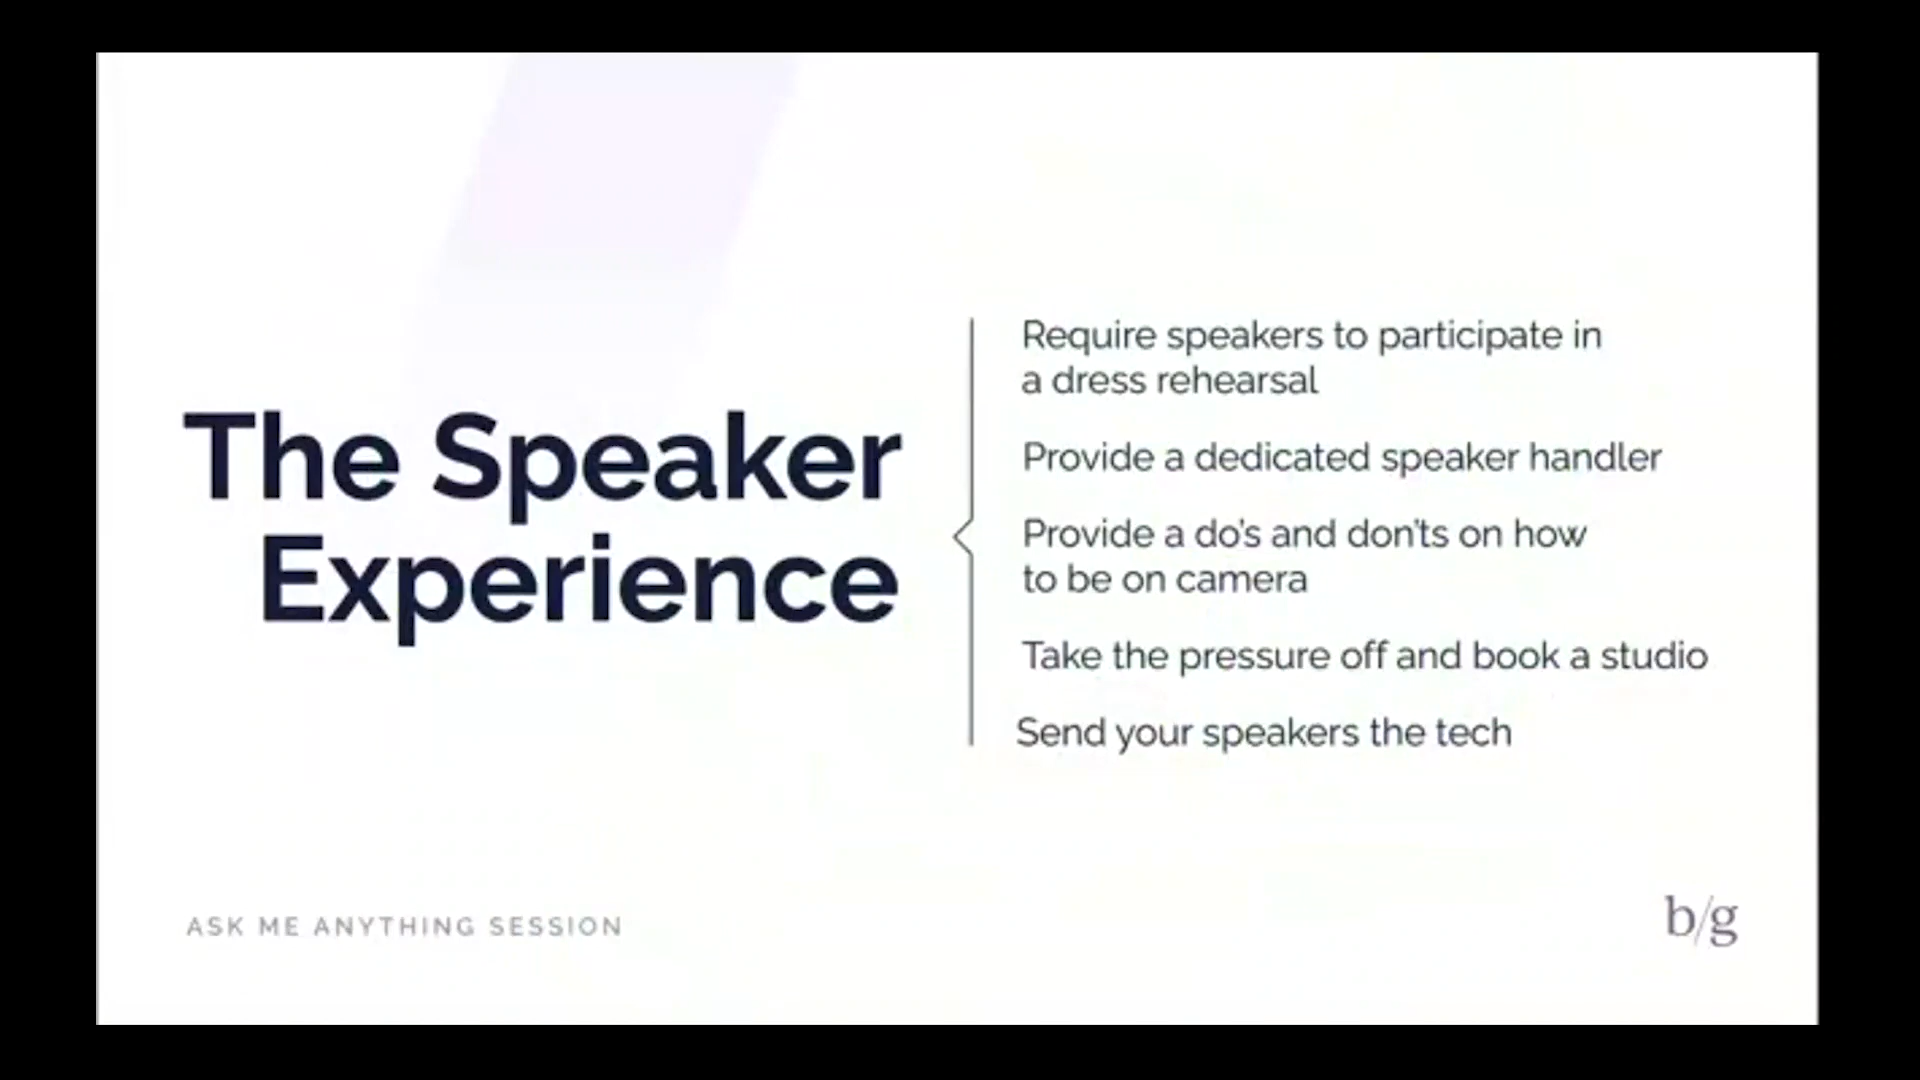 The Speaker
Experience
Require speakers to participate in
a dress rehearsal
Provide a dedicated speaker handler
Provide a do's and don'ts on how
to be on camera
Take the pressure off and book a studio
Send your speakers the tech
ASK ME ANYTHING SESSION
b/g